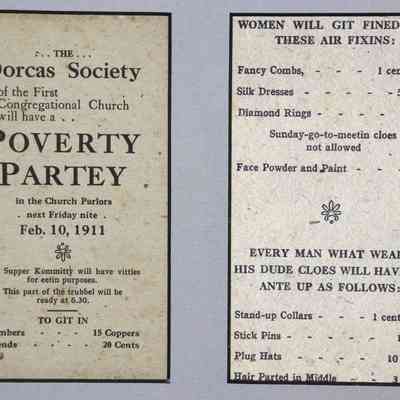 . . THE . .
Dorcas Society
of the First
Congregational Church
will have a . .
POVERTY
PARTEY
in the Church Parlors
next Friday nite .
Feb. 10, 1911
Supper Kommitty will have vittles
for eetin purposes.
This part of the trubbel will be
ready at 6.30.
TO GIT IN
mbers - - 15 Coppers
ends - - 20 Cents
WOMEN WILL GIT FINED
THESE AIR FIXINS:
Fancy Combs, - - - 1 cen
Silk Dresses - - - - 5
Diamond Rings - - - -
Sunday-go-to-meetin cloes
not allowed
Face Powder and Paint - -
EVERY MAN WHAT WEA
HIS DUDE CLOES WILL HAV
ANTE UP AS FOLLOWS:
Stand-up Collars - - - 1 cent
Stick Pins - - - - 1
Plug Hats - - - - 10
Hair Parted in Middle - - 3